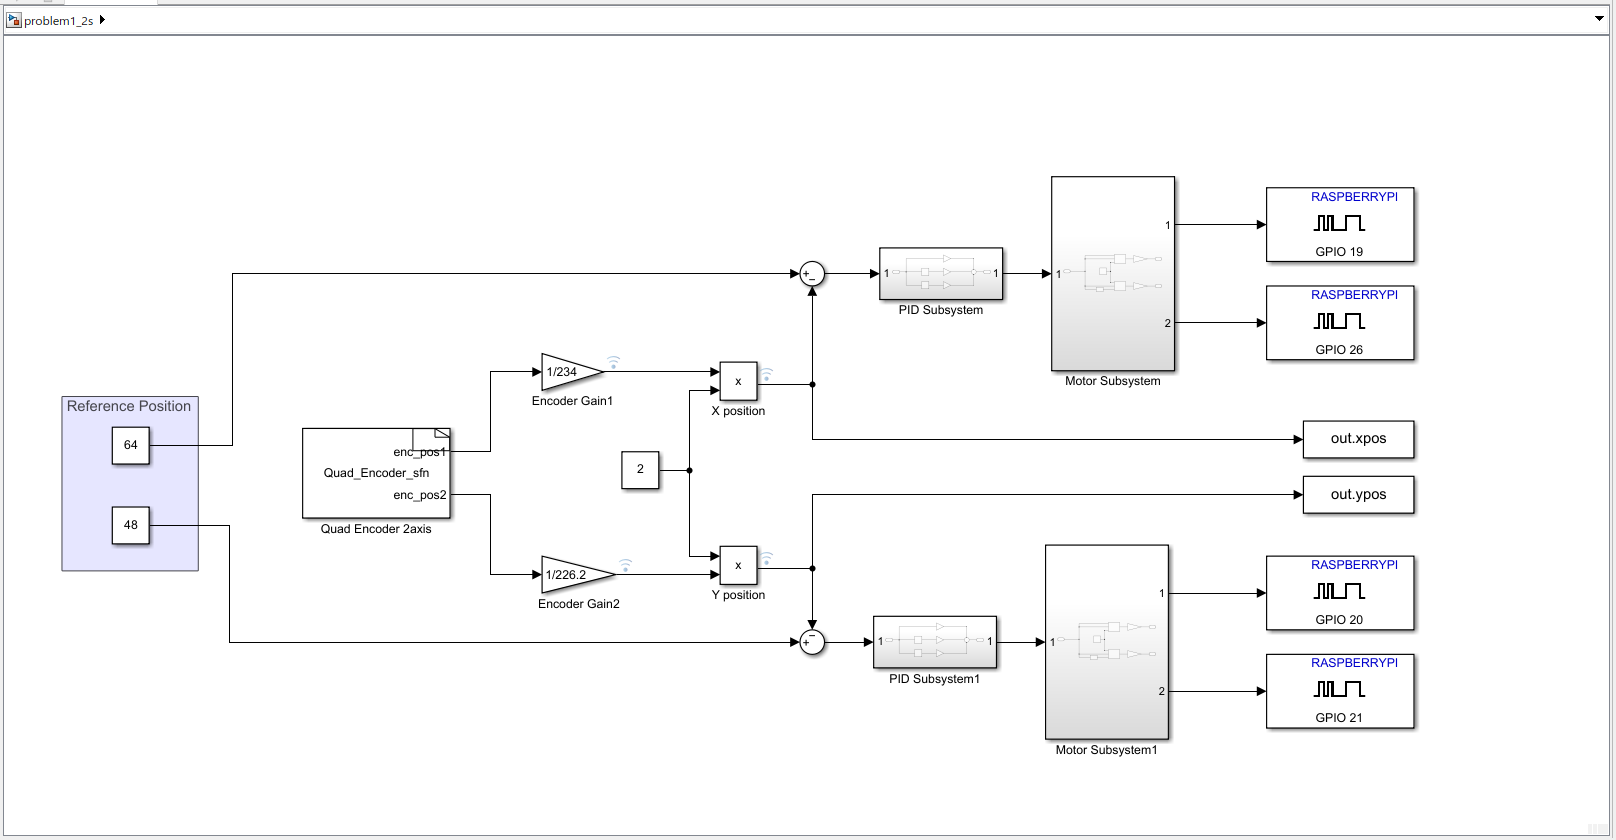 problem1_2s
RASPBERRYPI
GPIO 19
RASPBERRYPI
GPIO 26
1
2
1
Motor Subsystem
+
−
1
1
PID Subsystem
1/234
Encoder Gain1
x
X position
Reference Position
64
48
enc_pos1
Quad_Encoder_sfn
enc_pos2
Quad Encoder 2axis
2
out.xpos
out.ypos
1/226.2
Encoder Gain2
x
Y position
+
−
1
1
PID Subsystem1
1
1
2
Motor Subsystem1
RASPBERRYPI
GPIO 20
RASPBERRYPI
GPIO 21